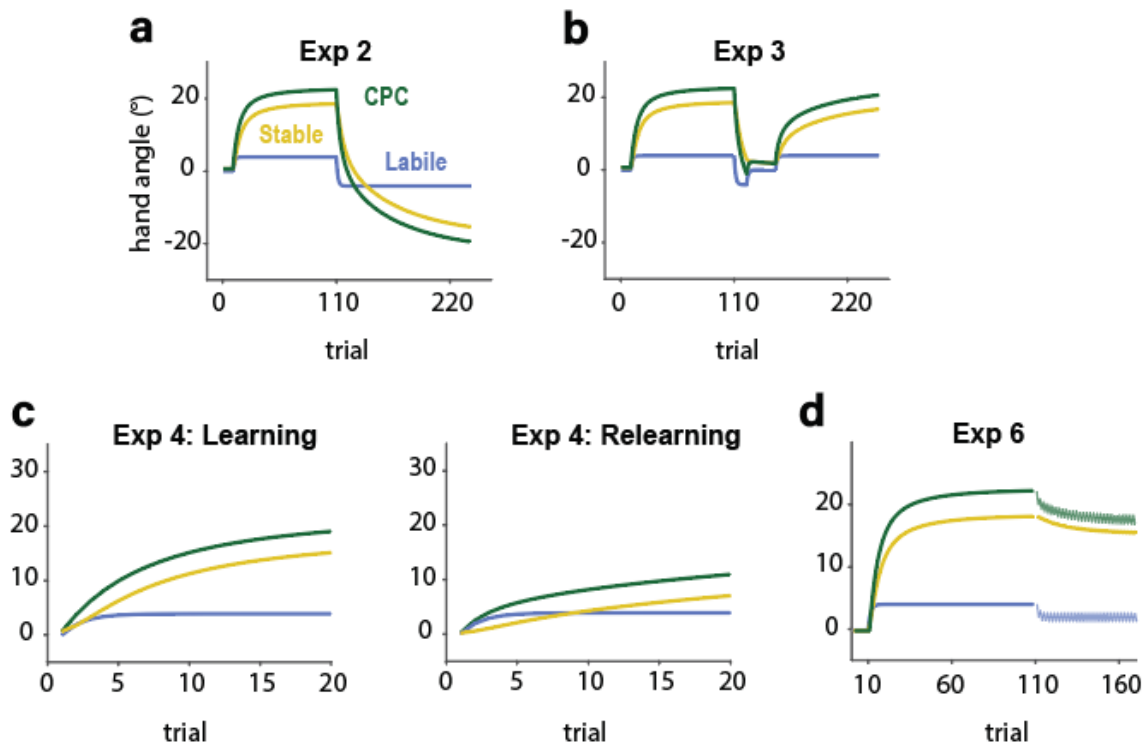 a
Exp 2
b
Exp 3
hand angle (°)
20
0
-20
CPC
Stable
Labile
0 110 220
trial
20
0
-20
0 110 220
trial
c
Exp 4: Learning
Exp 4: Relearning
d
Exp 6
30
20
10
0
0 5 10 15 20
trial
30
20
10
0
0 5 10 15 20
trial
20
10
0
10 60 110 160
trial